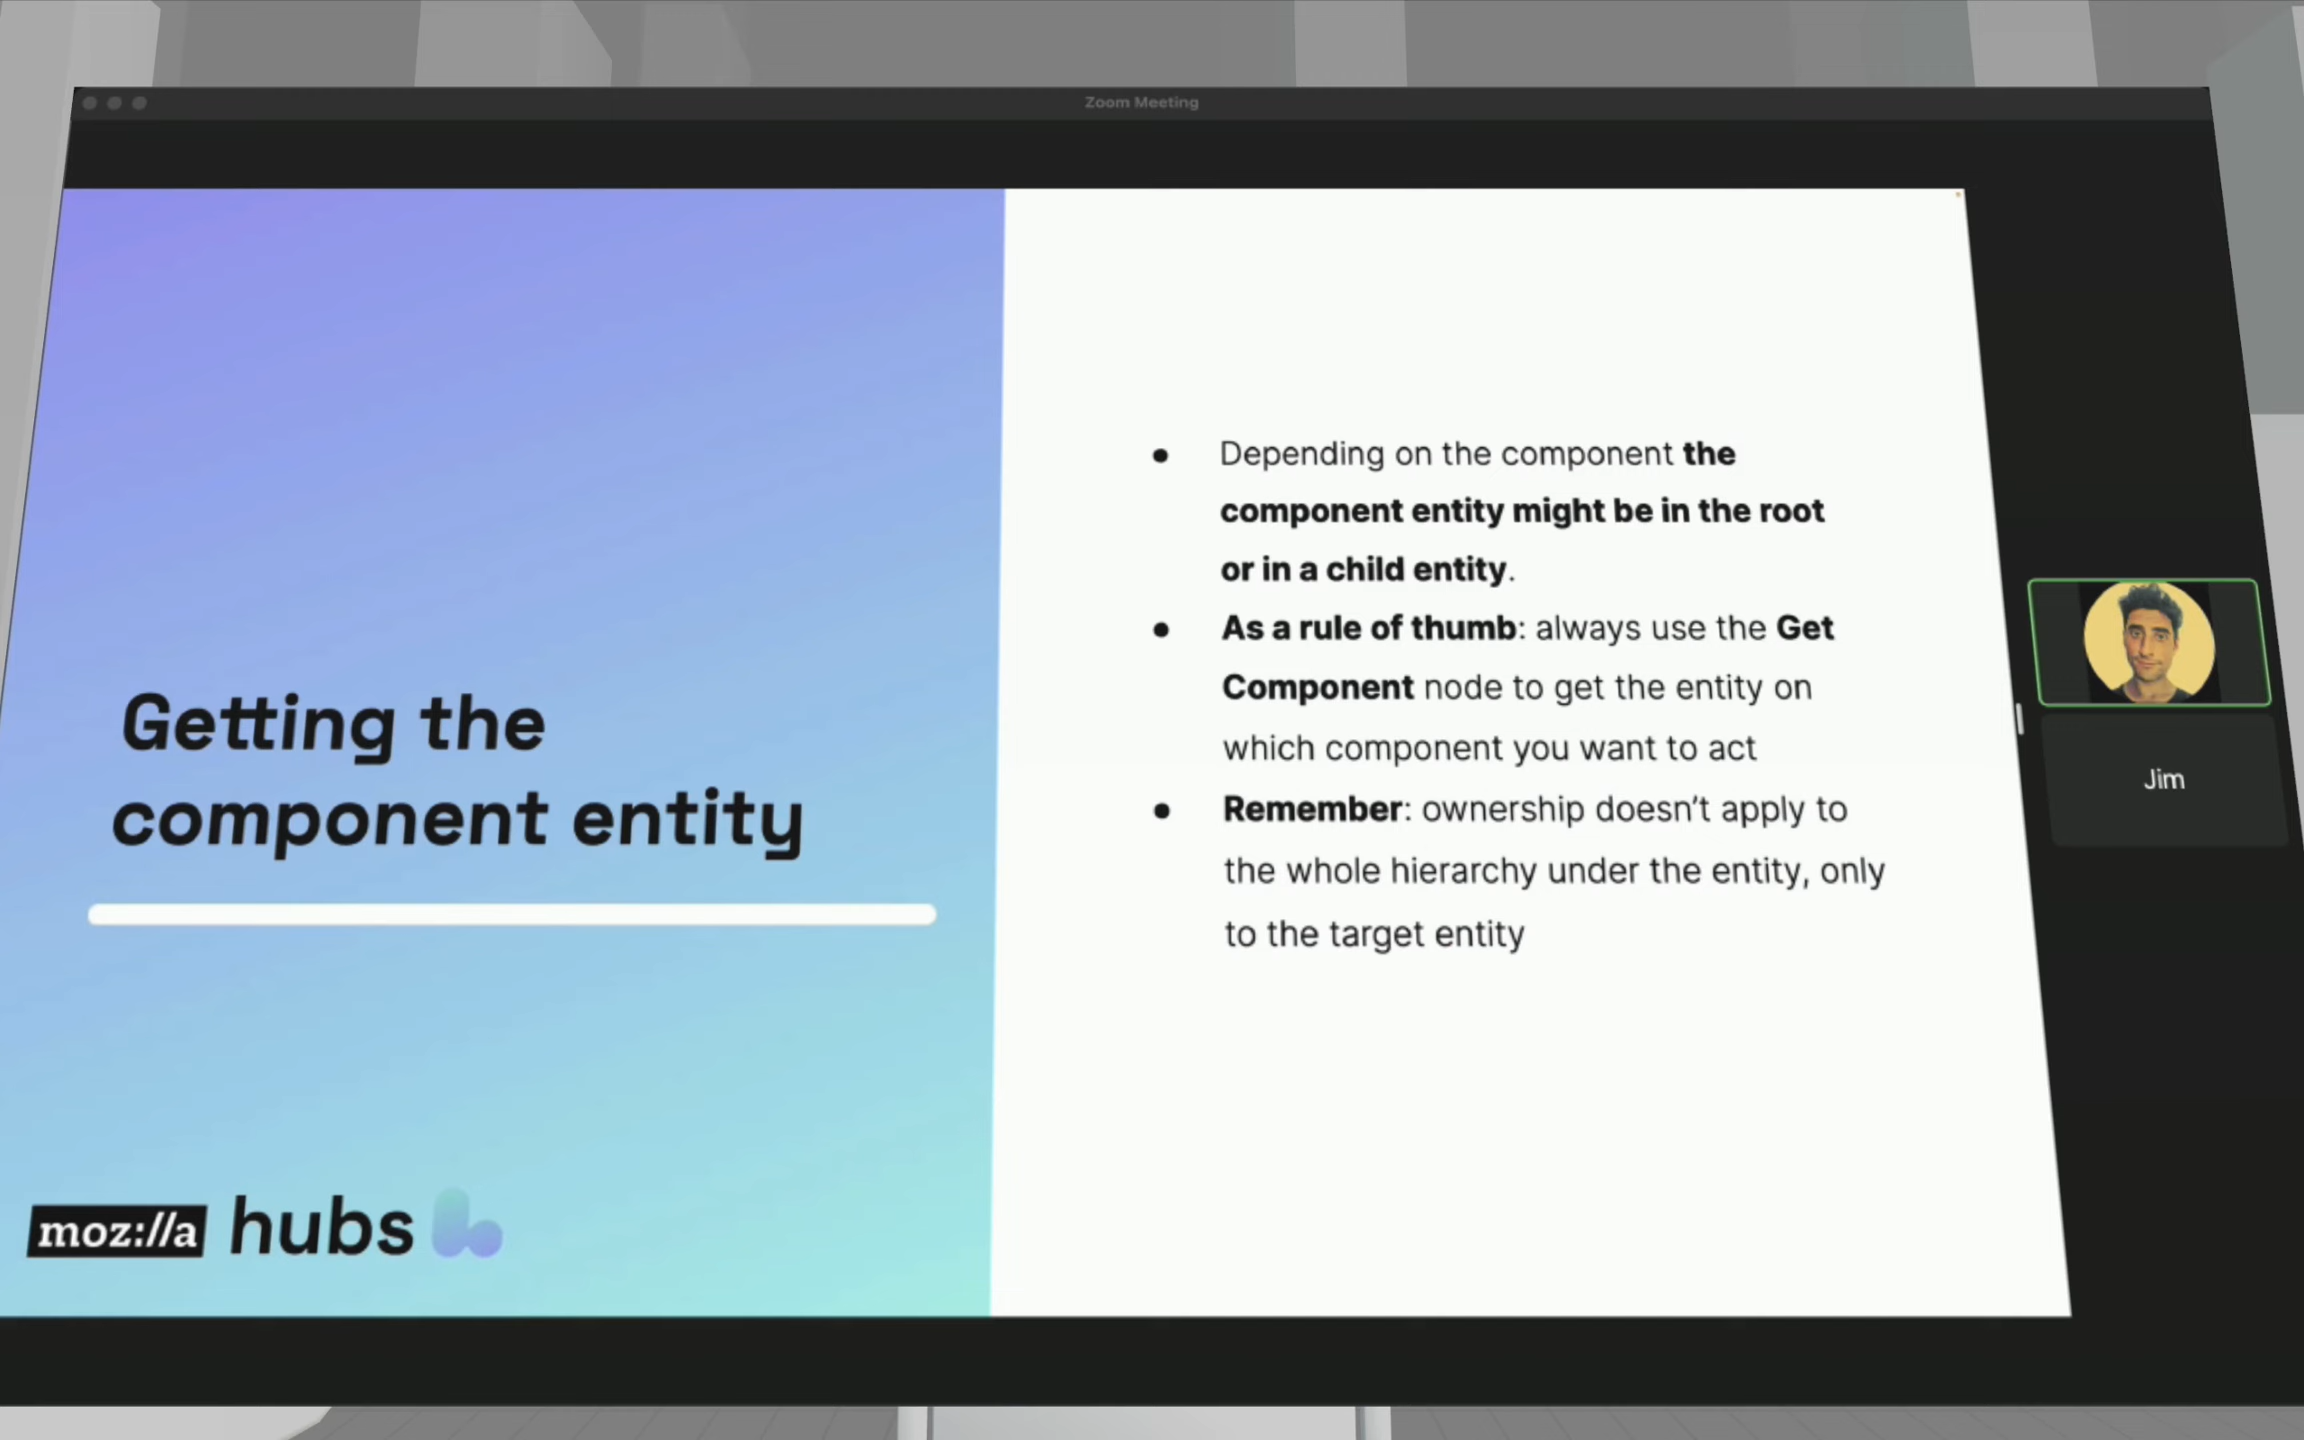 Zoom Meeting
Getting the
component entity
moz://a hubs
● Depending on the component the
component entity might be in the root
or in a child entity.
● As a rule of thumb: always use the Get
Component node to get the entity on
which component you want to act
● Remember: ownership doesn't apply to
the whole hierarchy under the entity, only
to the target entity
Jim